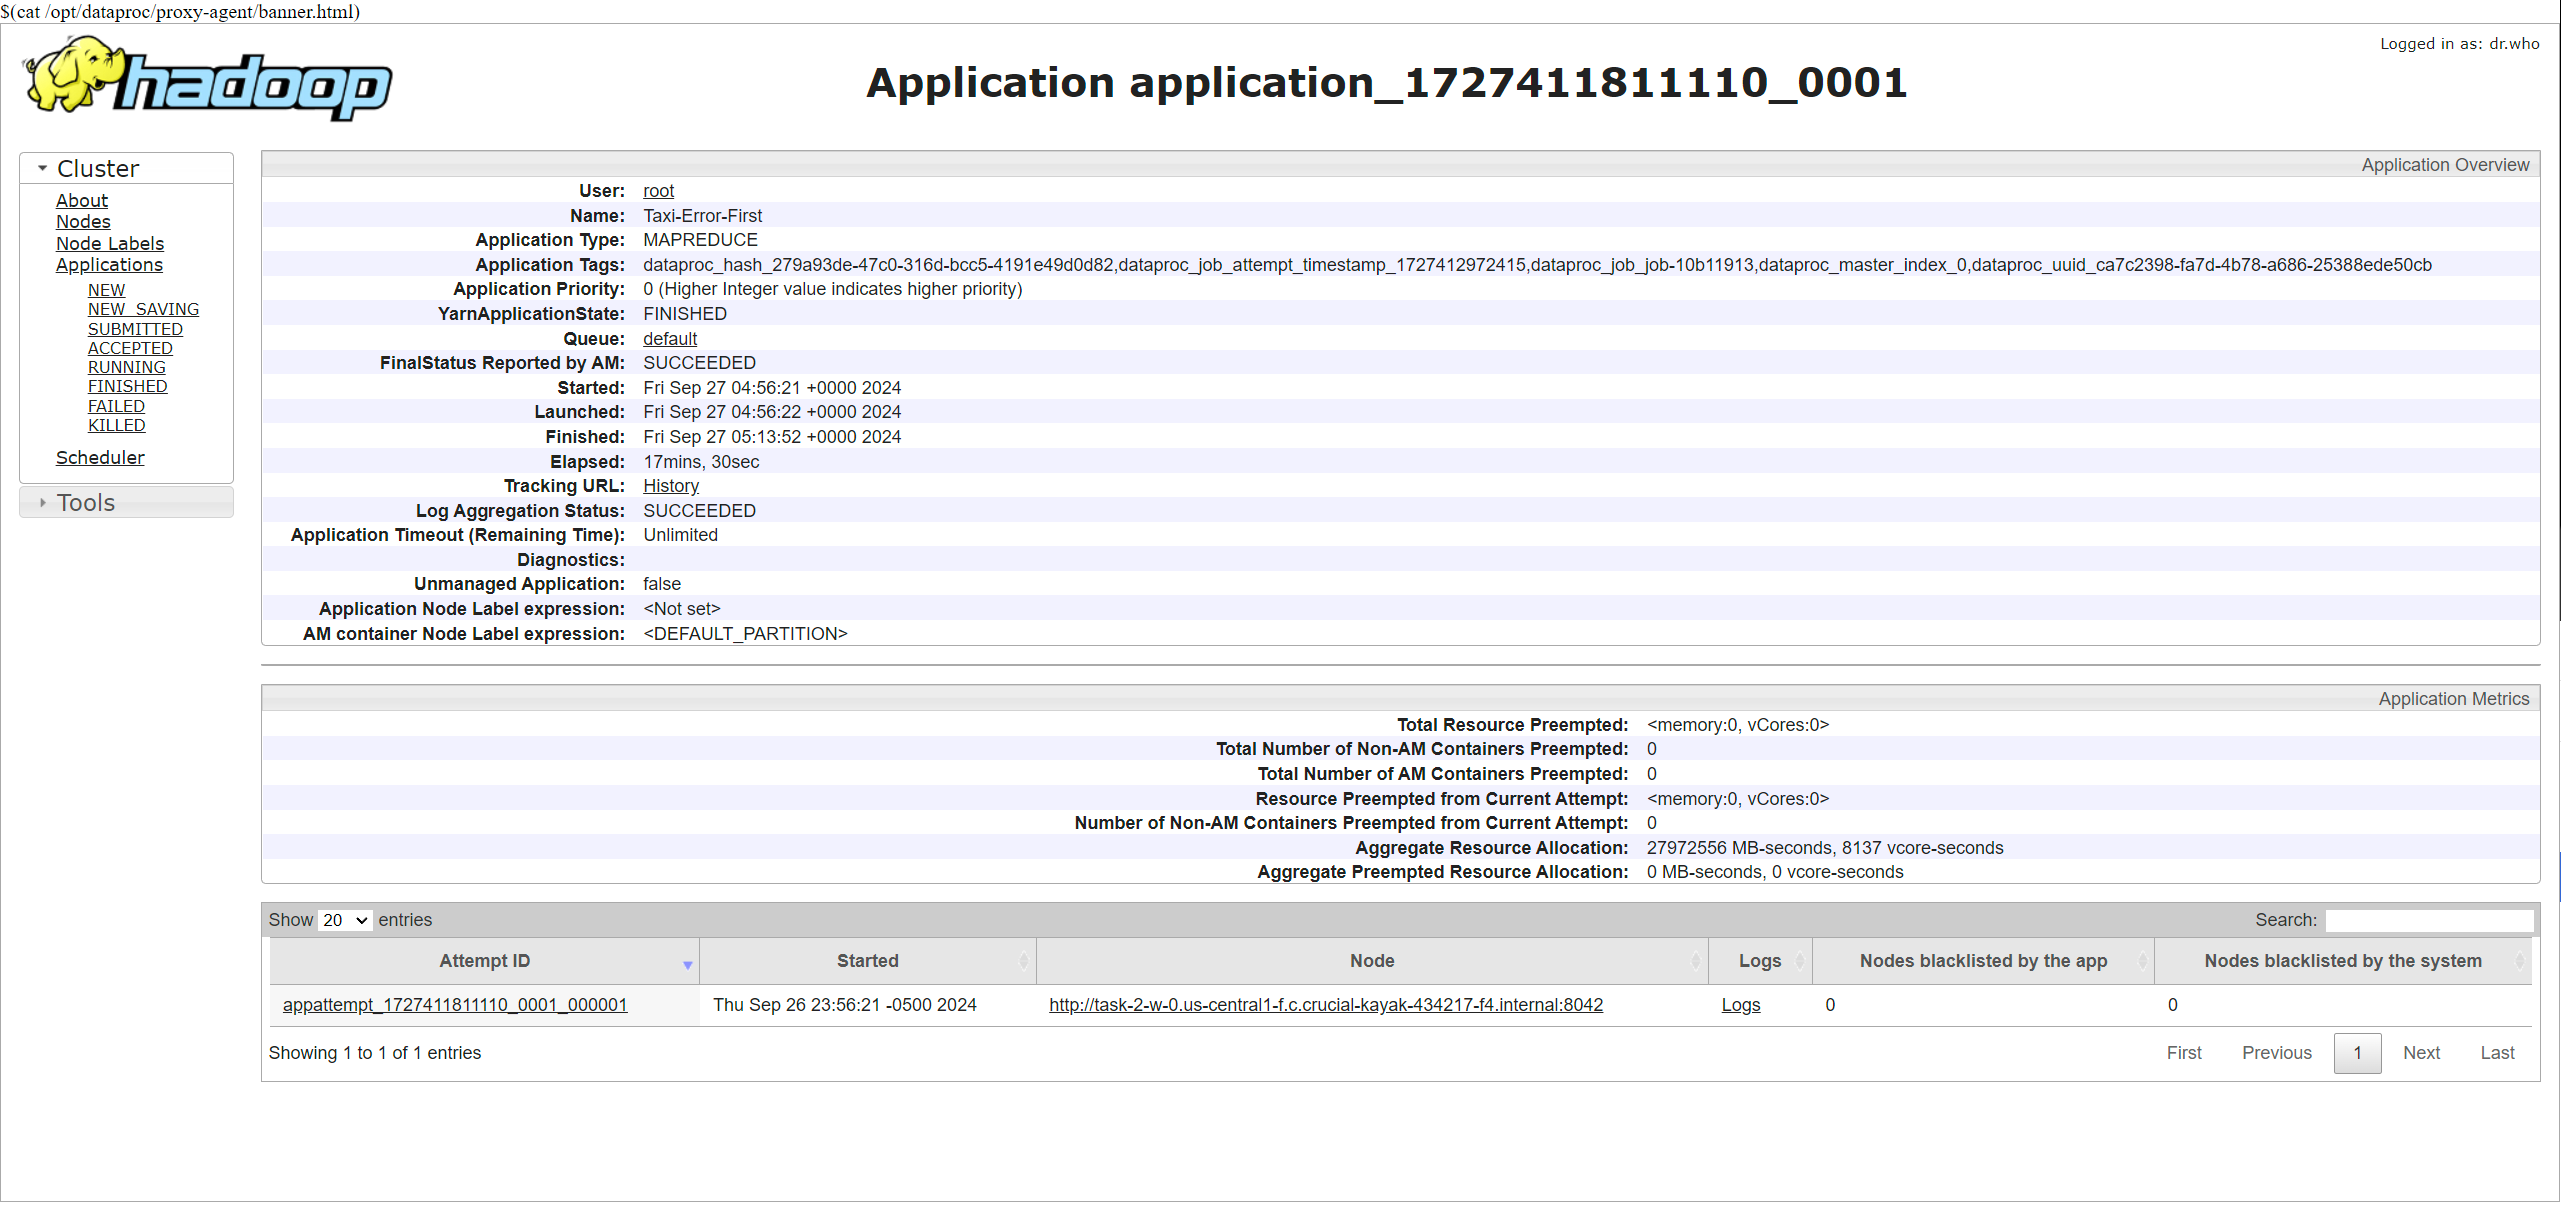 $(cat /opt/dataproc/proxy-agent/banner.html)
Logged in as: dr.who
hadoop
Application application_1727411811110_0001
Cluster
About
Nodes
Node Labels
Applications
NEW
NEW_SAVING
SUBMITTED
ACCEPTED
RUNNING
FINISHED
FAILED
KILLED
Scheduler
Tools
Application Overview
User: root
Name: Taxi-Error-First
Application Type: MAPREDUCE
Application Tags: dataproc_hash_279a93de-47c0-316d-bcc5-4191e49d0d82,dataproc_job_attempt_timestamp_1727412972415,dataproc_job_job-10b11913,dataproc_master_index_0,dataproc_uuid_ca7c2398-fa7d-4b78-a686-25388ede50cb
Application Priority: 0 (Higher Integer value indicates higher priority)
YarnApplicationState: FINISHED
Queue: default
FinalStatus Reported by AM: SUCCEEDED
Started: Fri Sep 27 04:56:21 +0000 2024
Launched: Fri Sep 27 04:56:22 +0000 2024
Finished: Fri Sep 27 05:13:52 +0000 2024
Elapsed: 17mins, 30sec
Tracking URL: History
Log Aggregation Status: SUCCEEDED
Application Timeout (Remaining Time): Unlimited
Diagnostics:
Unmanaged Application: false
Application Node Label expression: <Not set>
AM container Node Label expression: <DEFAULT_PARTITION>
Application Metrics
Total Resource Preempted: <memory:0, vCores:0>
Total Number of Non-AM Containers Preempted: 0
Total Number of AM Containers Preempted: 0
Resource Preempted from Current Attempt: <memory:0, vCores:0>
Number of Non-AM Containers Preempted from Current Attempt: 0
Aggregate Resource Allocation: 27972556 MB-seconds, 8137 vcore-seconds
Aggregate Preempted Resource Allocation: 0 MB-seconds, 0 vcore-seconds
Show 20 entries Search:
Attempt ID Started Node Logs Nodes blacklisted by the app Nodes blacklisted by the system
appattempt_1727411811110_0001_000001 Thu Sep 26 23:56:21 -0500 2024 http://task-2-w-0.us-central1-f.c.crucial-kayak-434217-f4.internal:8042 Logs 0 0
Showing 1 to 1 of 1 entries First Previous 1 Next Last